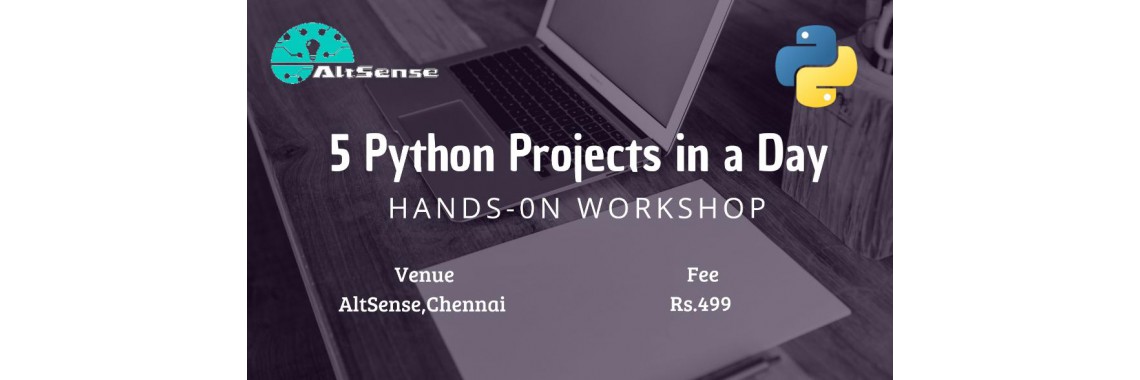 AltSense
5 Python Projects in a Day
HANDS-0N WORKSHOP
Venue
AltSense,Chennai
Fee
Rs.499